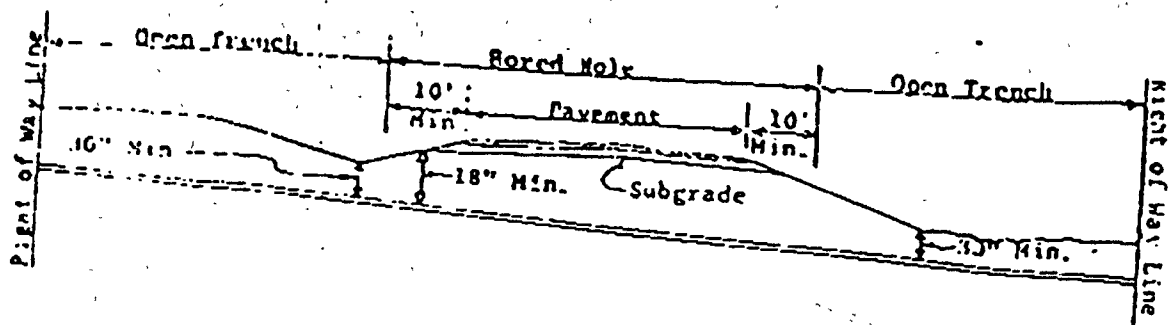 Open Trench
Bored Hole
Open Trench
10'
Min.
Pavement
10'
Min.
Min
18" Min.
Subgrade
30" Min.
Right of Way Line
Right of Way Line